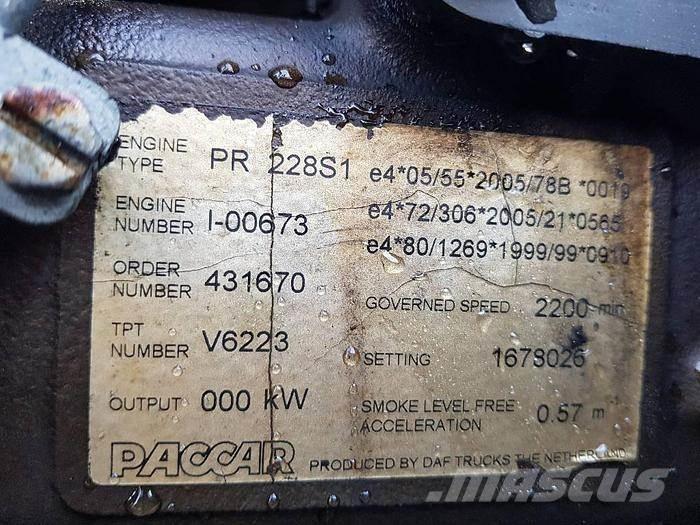 ENGINE TYPE PR 228S1
ENGINE NUMBER I-00673
ORDER NUMBER 431670
TPT NUMBER V6223
OUTPUT 000 kW
PACCAR
e4*05/55*2005/78B *0019
e4*72/306*2005/21*0565
e4*80/1269*1999/99*0910
GOVERNED SPEED 2200 min
SETTING 1678026
SMOKE LEVEL FREE ACCELERATION 0.57 m⁻¹
PRODUCED BY DAF TRUCKS THE NETHERLAND
mascus